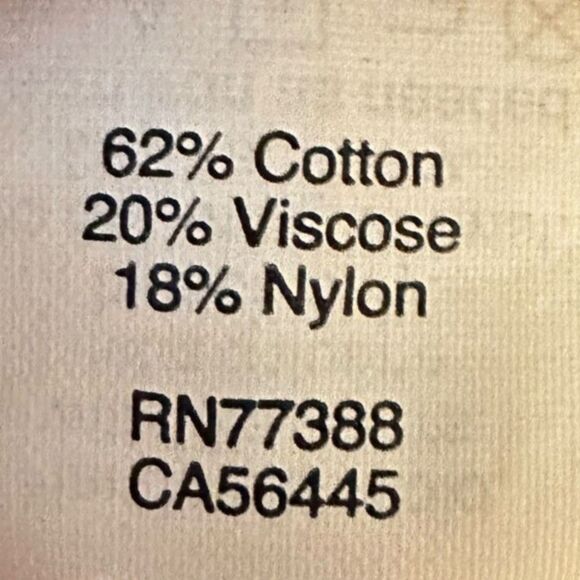 62% Cotton
20% Viscose
18% Nylon
RN77388
CA56445